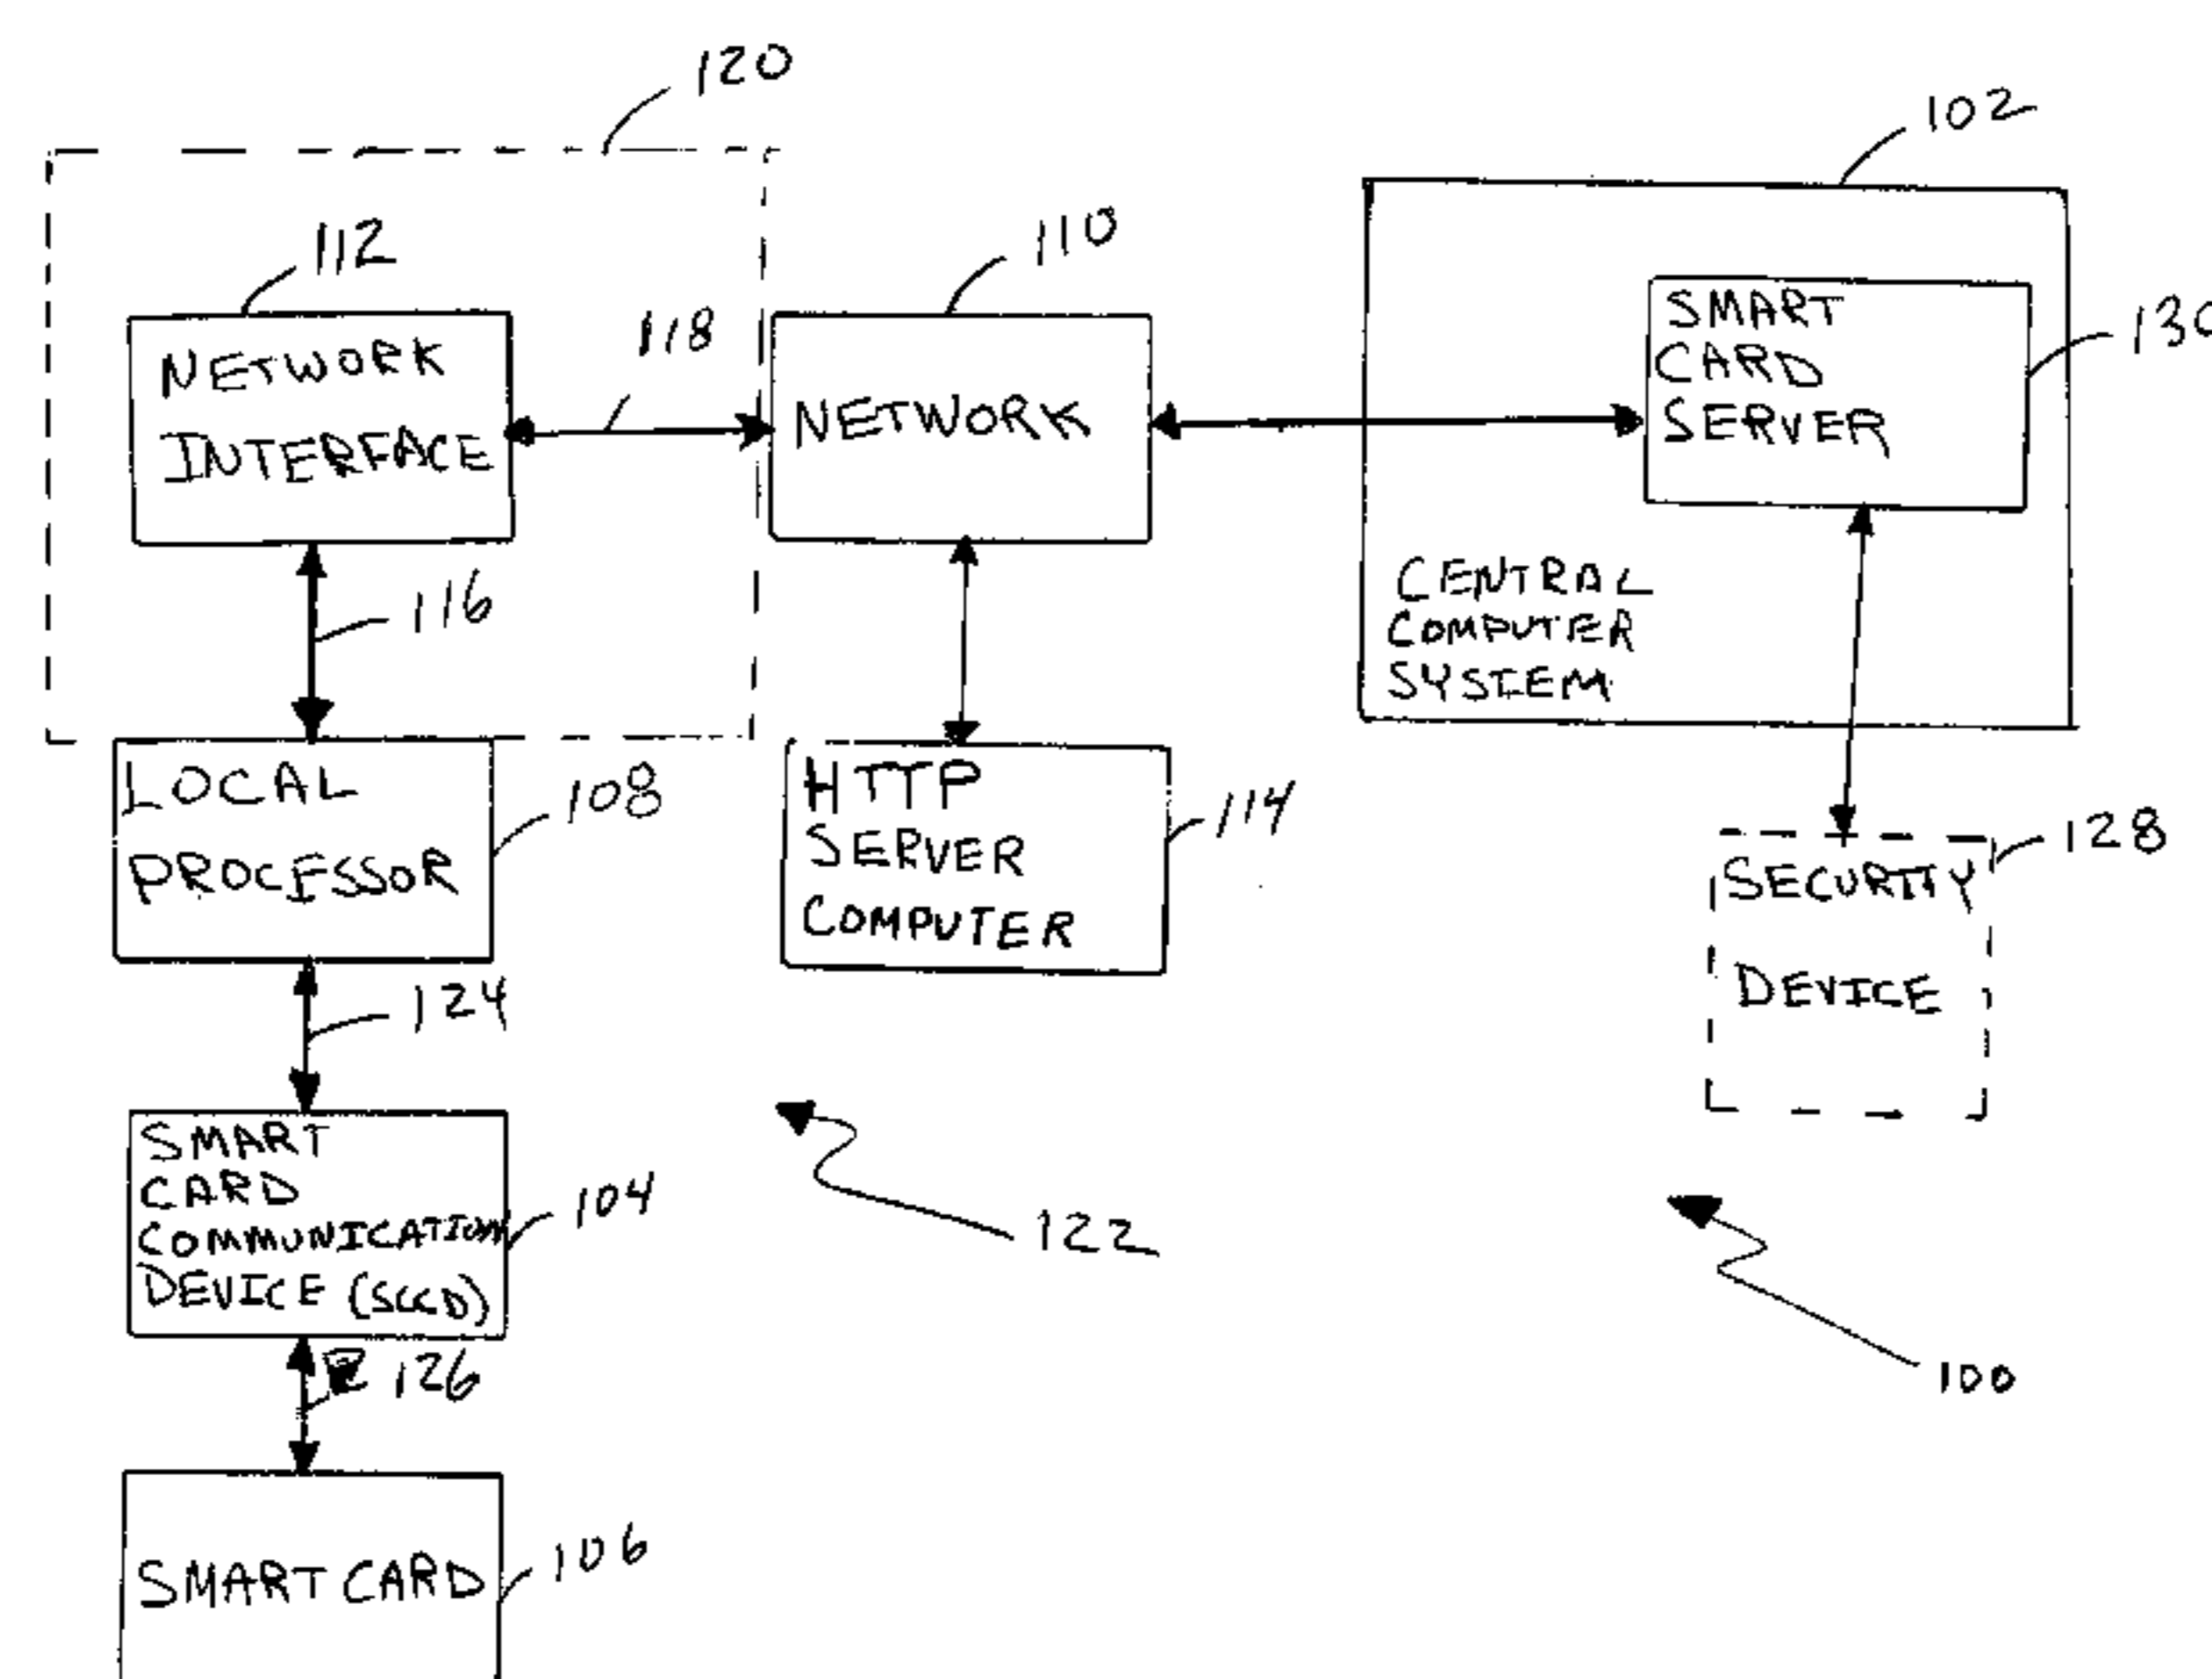 120
102
112
110
118
NETWORK
INTERFACE
NETWORK
SMART
CARD
SERVER
116
CENTRAL
COMPUTER
SYSTEM
LOCAL
PROCESSOR
108
HTTP
SERVER
COMPUTER
114
128
SECURITY
DEVICE
124
SMART
CARD
COMMUNICATION
DEVICE (SCCD)
104
122
100
126
SMART CARD
106